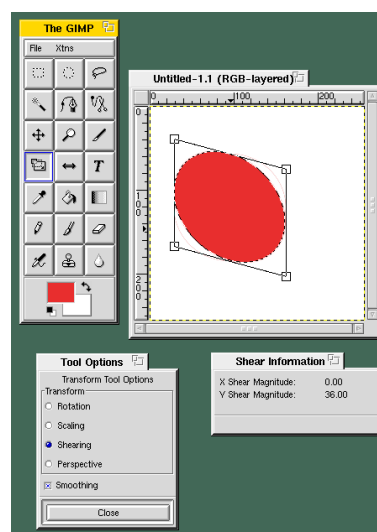 The GIMP
File Xtns
T
Untitled-1.1 (RGB-layered)
0 100 200
0
100
200
Tool Options
Transform Tool Options
Transform
Rotation
Scaling
Shearing
Perspective
Smoothing
Close
Shear Information
X Shear Magnitude: 0.00
Y Shear Magnitude: 36.00